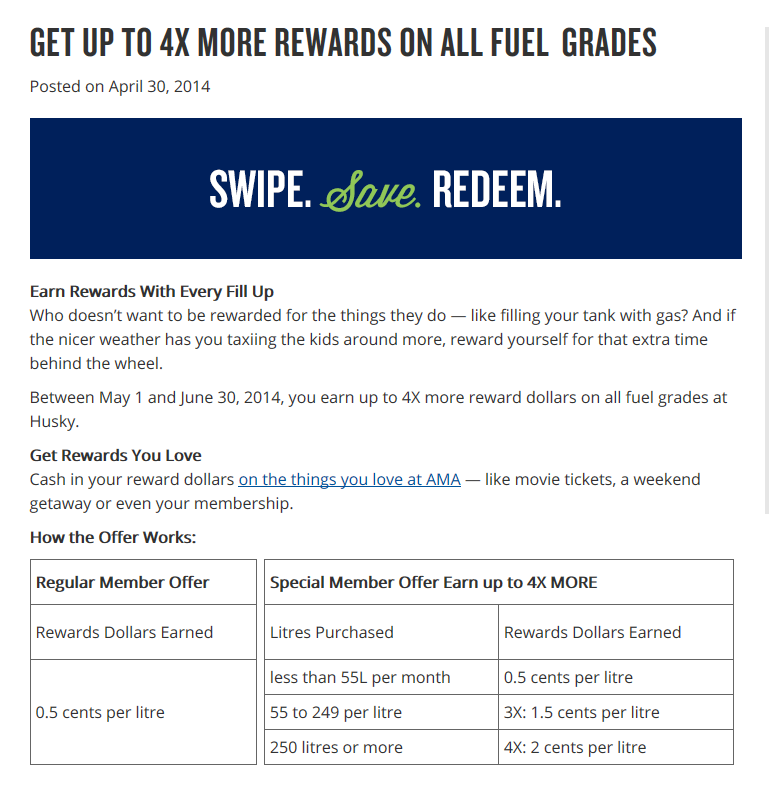 GET UP TO 4X MORE REWARDS ON ALL FUEL GRADES
Posted on April 30, 2014
SWIPE. Save. REDEEM.
Earn Rewards With Every Fill Up
Who doesn’t want to be rewarded for the things they do — like filling your tank with gas? And if
the nicer weather has you taxiing the kids around more, reward yourself for that extra time
behind the wheel.
Between May 1 and June 30, 2014, you earn up to 4X more reward dollars on all fuel grades at
Husky.
Get Rewards You Love
Cash in your reward dollars on the things you love at AMA — like movie tickets, a weekend
getaway or even your membership.
How the Offer Works:
Regular Member Offer
Special Member Offer Earn up to 4X MORE
Rewards Dollars Earned
Litres Purchased
Rewards Dollars Earned
0.5 cents per litre
less than 55L per month
0.5 cents per litre
55 to 249 per litre
3X: 1.5 cents per litre
250 litres or more
4X: 2 cents per litre